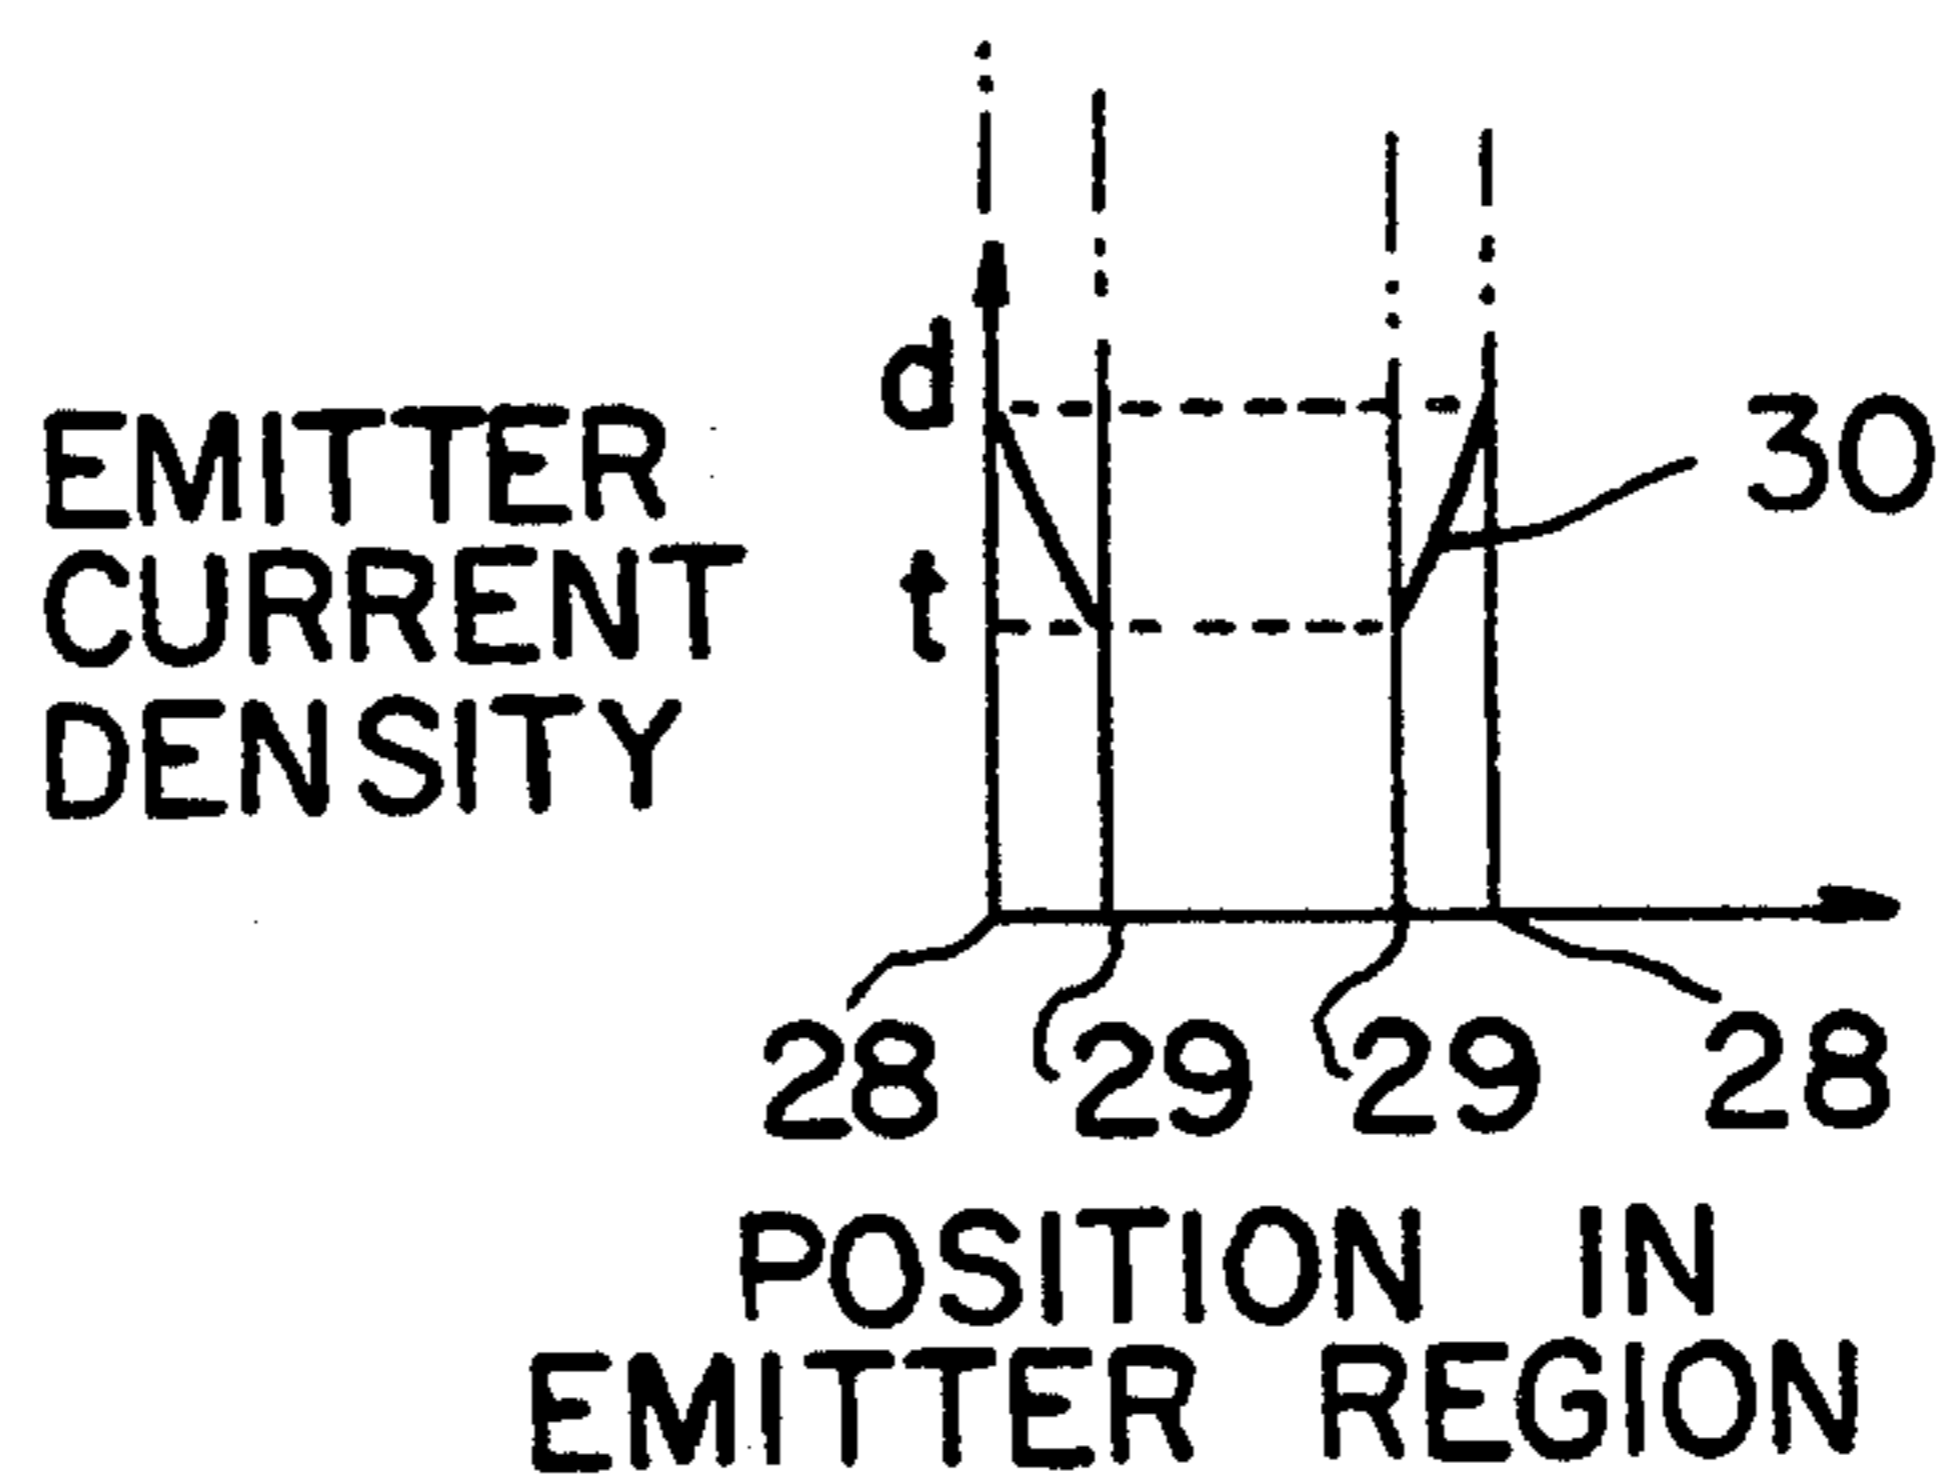 d
EMITTER
CURRENT
DENSITY
t
30
28 29 29 28
POSITION IN
EMITTER REGION